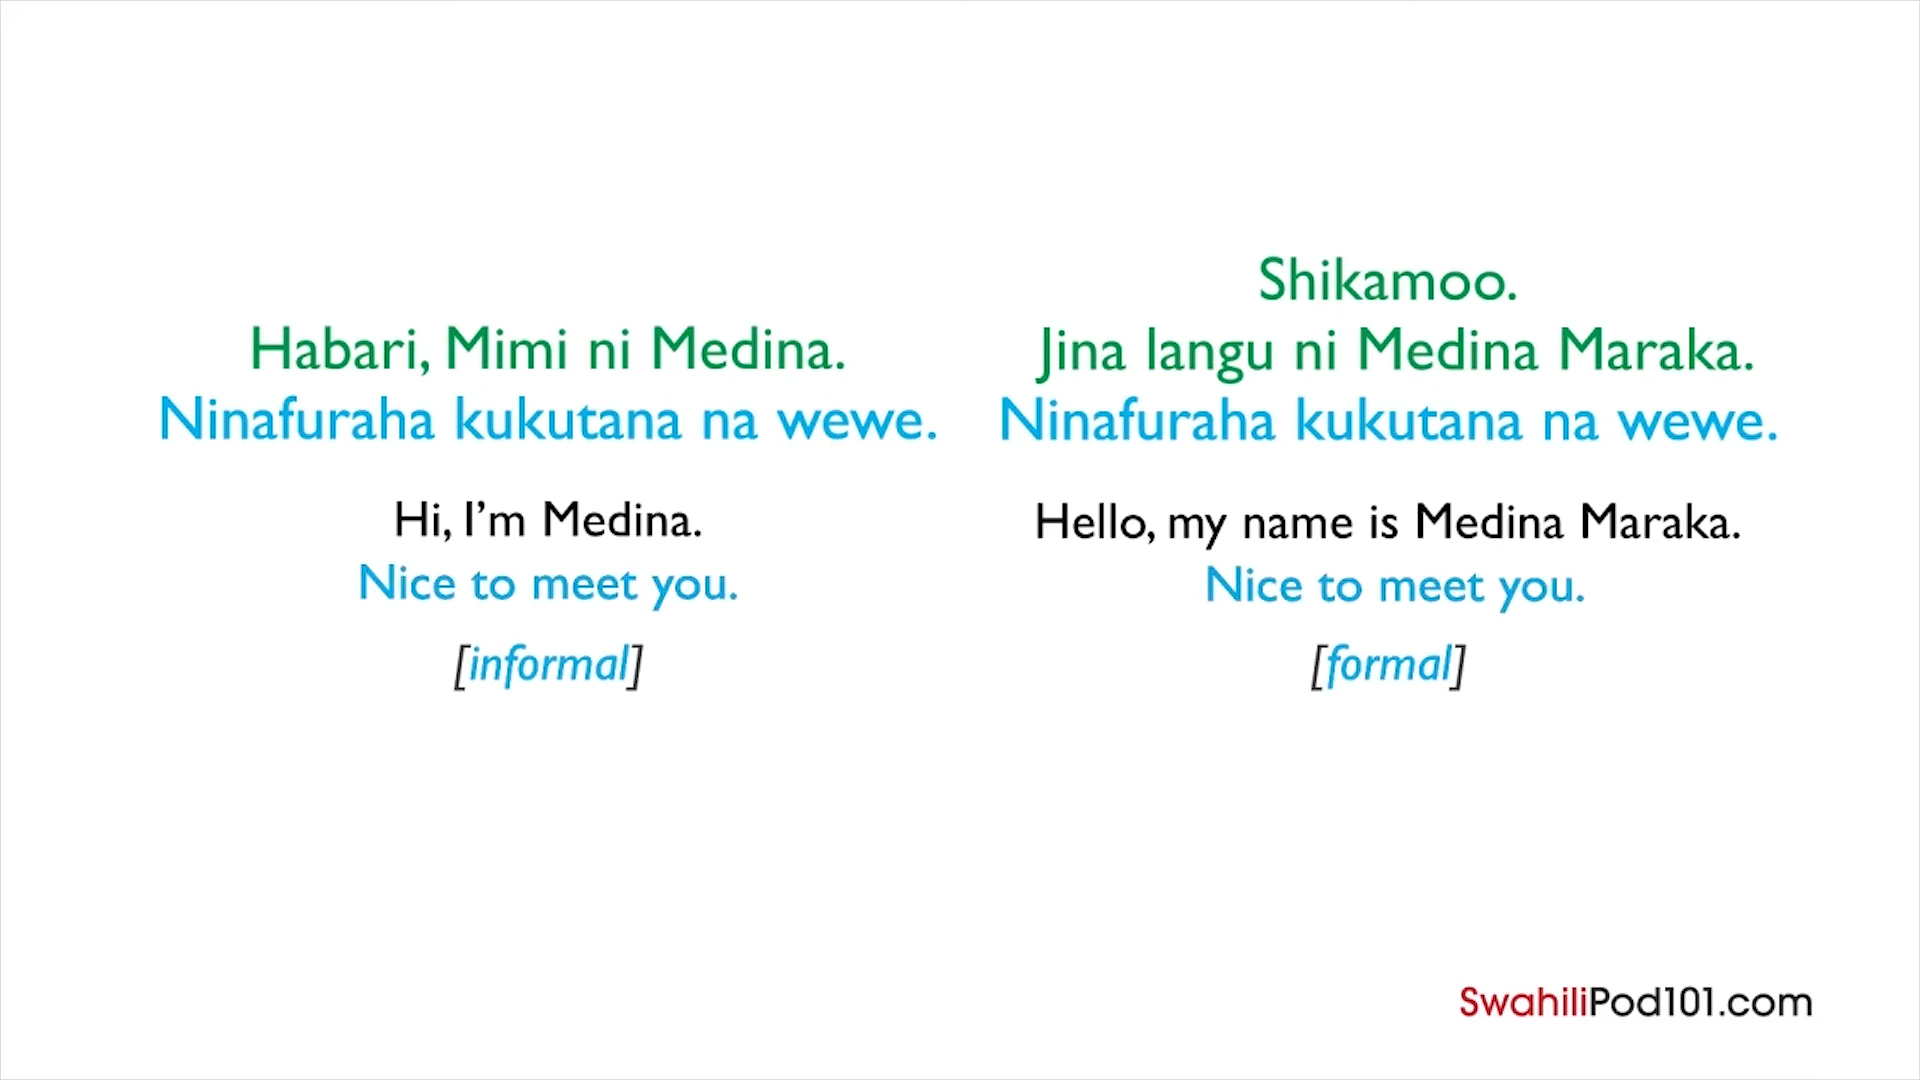 Habari, Mimi ni Medina.
Ninafuraha kukutana na wewe.
Hi, I'm Medina.
Nice to meet you.
[informal]
Shikamoo.
Jina langu ni Medina Maraka.
Ninafuraha kukutana na wewe.
Hello, my name is Medina Maraka.
Nice to meet you.
[formal]
SwahiliPod101.com